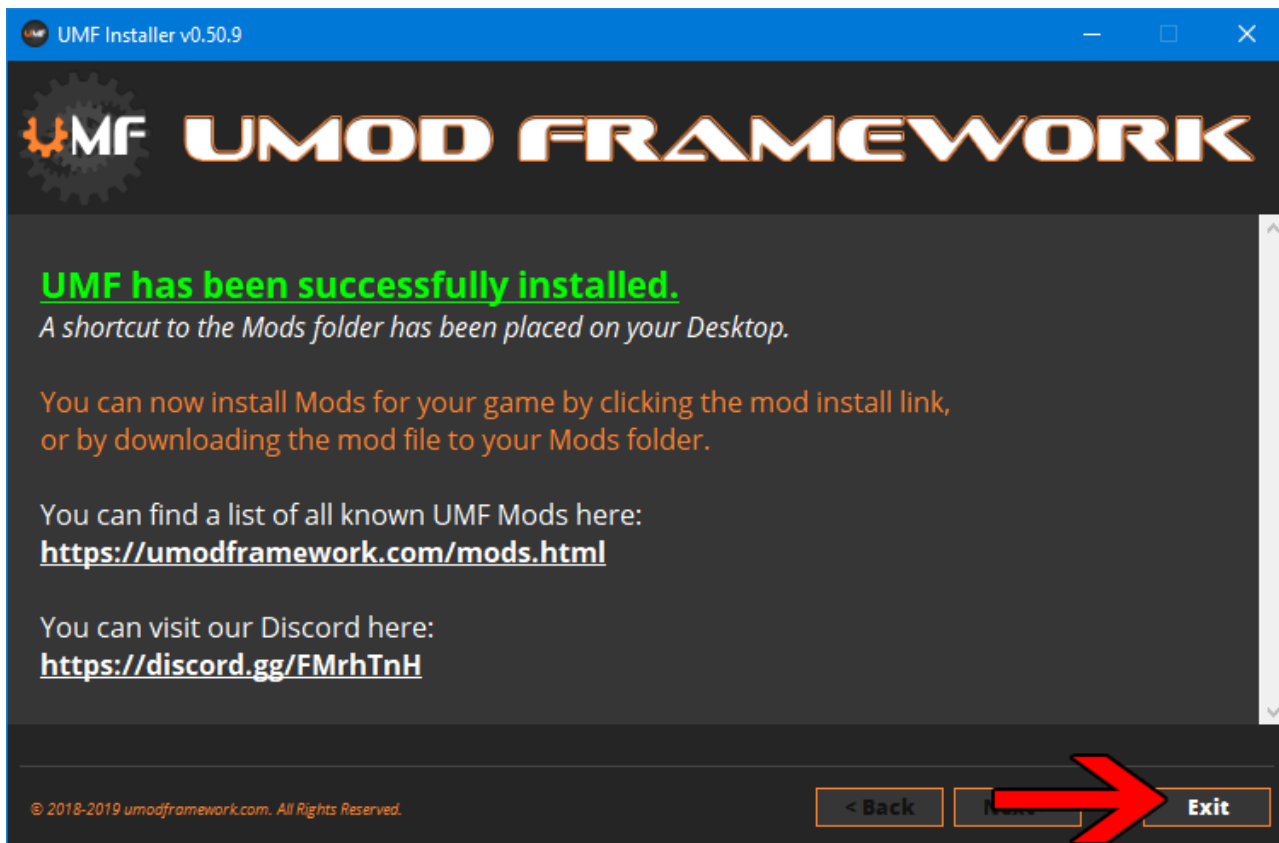 UMF Installer v0.50.9
UMF UMOD FRAMEWORK
UMF has been successfully installed.
A shortcut to the Mods folder has been placed on your Desktop.
You can now install Mods for your game by clicking the mod install link,
or by downloading the mod file to your Mods folder.
You can find a list of all known UMF Mods here:
https://umodframework.com/mods.html
You can visit our Discord here:
https://discord.gg/FMrhTnH
© 2018-2019 umodframework.com. All Rights Reserved.
< Back
Exit